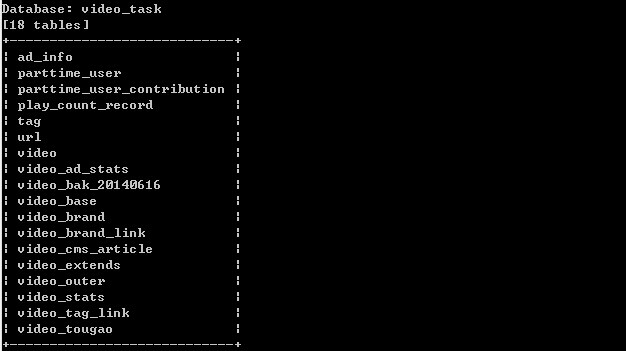 Database: video_task
[18 tables]
+----------------------------+
¦ ad_info ¦
¦ parttime_user ¦
¦ parttime_user_contribution ¦
¦ play_count_record ¦
¦ tag ¦
¦ url ¦
¦ video ¦
¦ video_ad_stats ¦
¦ video_bak_20140616 ¦
¦ video_base ¦
¦ video_brand ¦
¦ video_brand_link ¦
¦ video_cms_article ¦
¦ video_extends ¦
¦ video_outer ¦
¦ video_stats ¦
¦ video_tag_link ¦
¦ video_tougao ¦
+----------------------------+